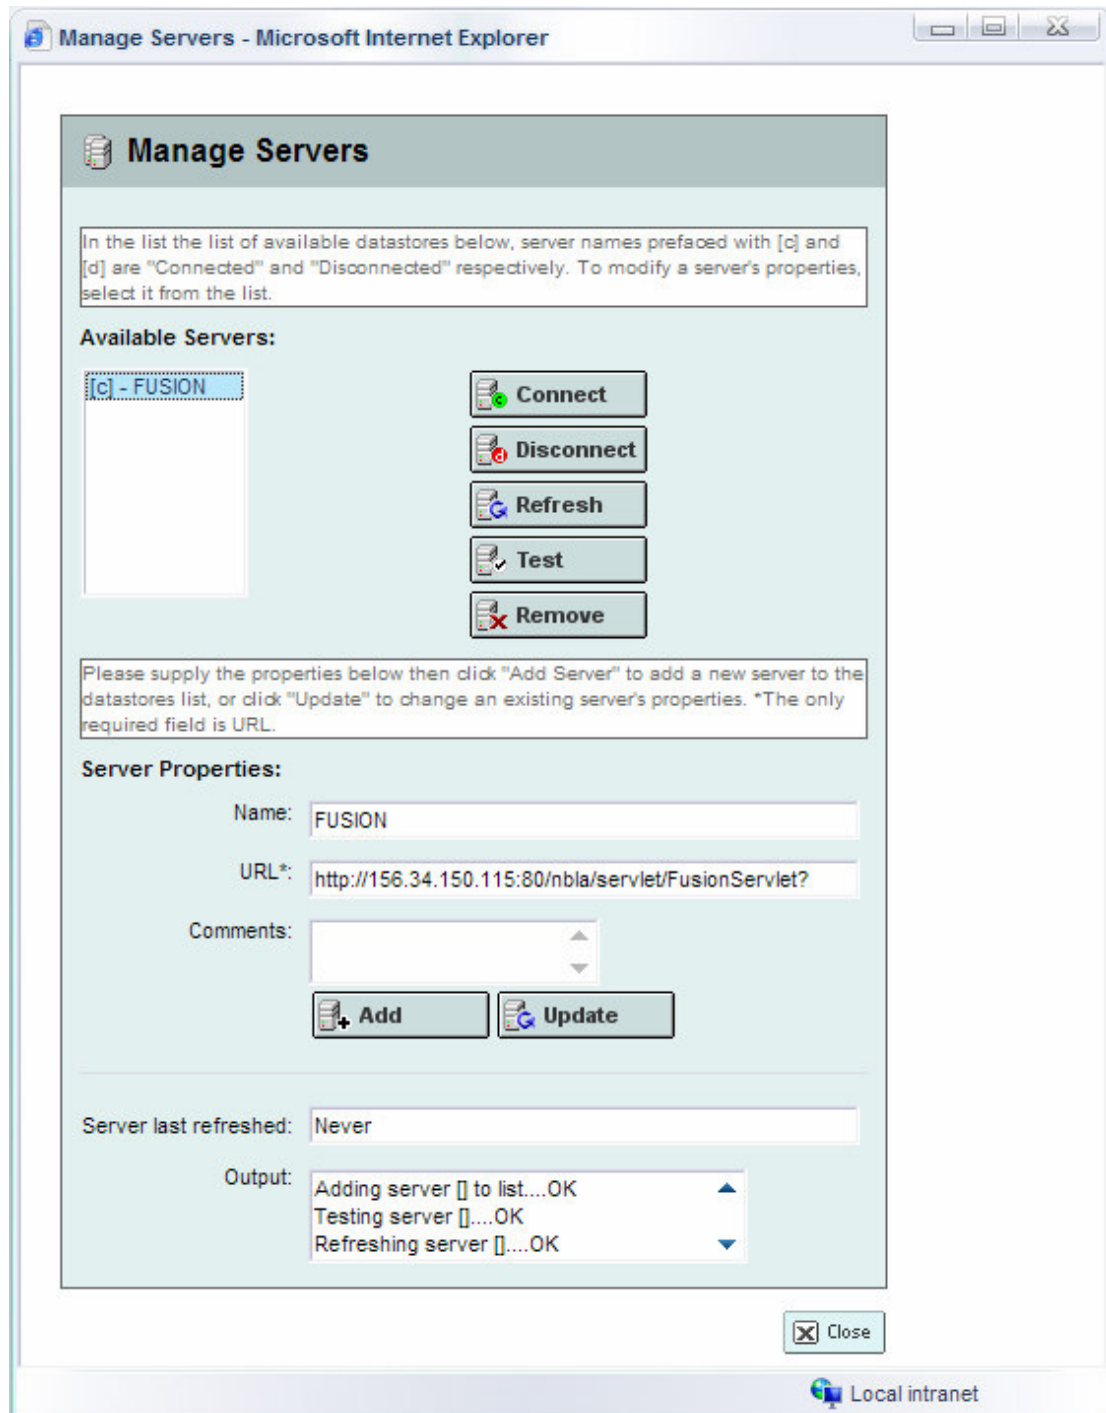 Manage Servers - Microsoft Internet Explorer
Manage Servers
In the list the list of available datastores below, server names prefaced with [c] and
[d] are "Connected" and "Disconnected" respectively. To modify a server's properties,
select it from the list.
Available Servers:
[c] - FUSION
Connect
Disconnect
Refresh
Test
Remove
Please supply the properties below then click "Add Server" to add a new server to the
datastores list, or click "Update" to change an existing server's properties. *The only
required field is URL.
Server Properties:
Name: FUSION
URL*: http://156.34.150.115:80/nbla/servlet/FusionServlet?
Comments:
Add Update
Server last refreshed: Never
Output: Adding server [] to list....OK
Testing server []....OK
Refreshing server []....OK
Close
Local intranet